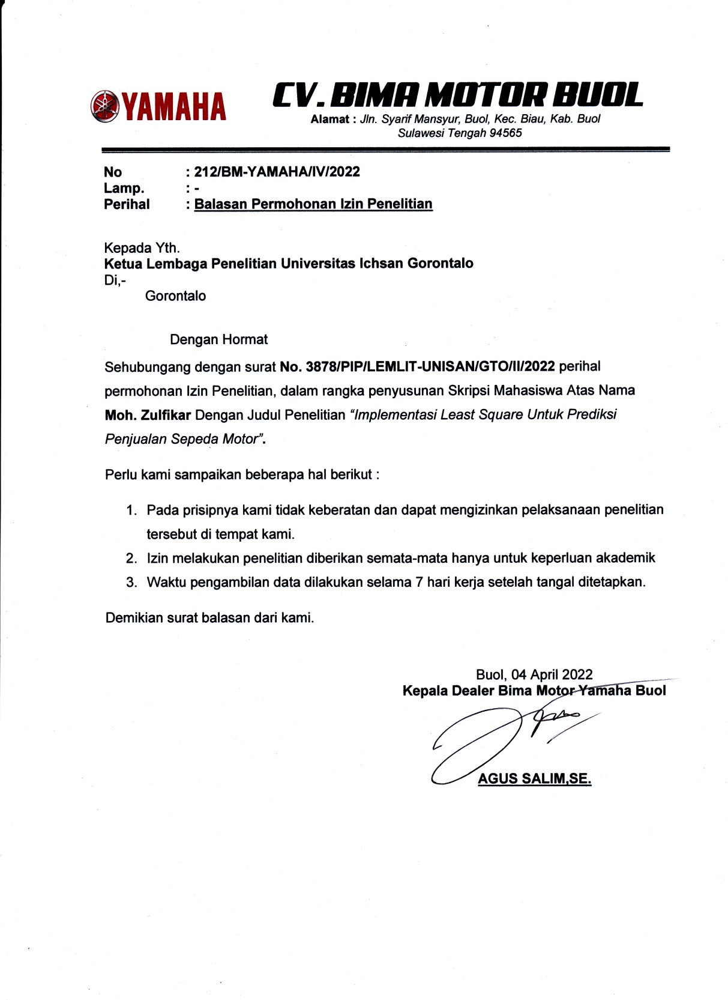 YAMAHA
CV. BIMA MOTOR BUOL
Alamat : Jln. Syarif Mansyur, Buol, Kec. Biau, Kab. Buol
Sulawesi Tengah 94565
No : 212/BM-YAMAHA/IV/2022
Lamp. : -
Perihal : Balasan Permohonan Izin Penelitian
Kepada Yth.
Ketua Lembaga Penelitian Universitas Ichsan Gorontalo
Di,-
Gorontalo
Dengan Hormat
Sehubungang dengan surat No. 3878/PIP/LEMLIT-UNISAN/GTO/II/2022 perihal
permohonan Izin Penelitian, dalam rangka penyusunan Skripsi Mahasiswa Atas Nama
Moh. Zulfikar Dengan Judul Penelitian “Implementasi Least Square Untuk Prediksi
Penjualan Sepeda Motor”.
Perlu kami sampaikan beberapa hal berikut :
1. Pada prisipnya kami tidak keberatan dan dapat mengizinkan pelaksanaan penelitian
tersebut di tempat kami.
2. Izin melakukan penelitian diberikan semata-mata hanya untuk keperluan akademik
3. Waktu pengambilan data dilakukan selama 7 hari kerja setelah tangal ditetapkan.
Demikian surat balasan dari kami.
Buol, 04 April 2022
Kepala Dealer Bima Motor Yamaha Buol
AGUS SALIM,SE.